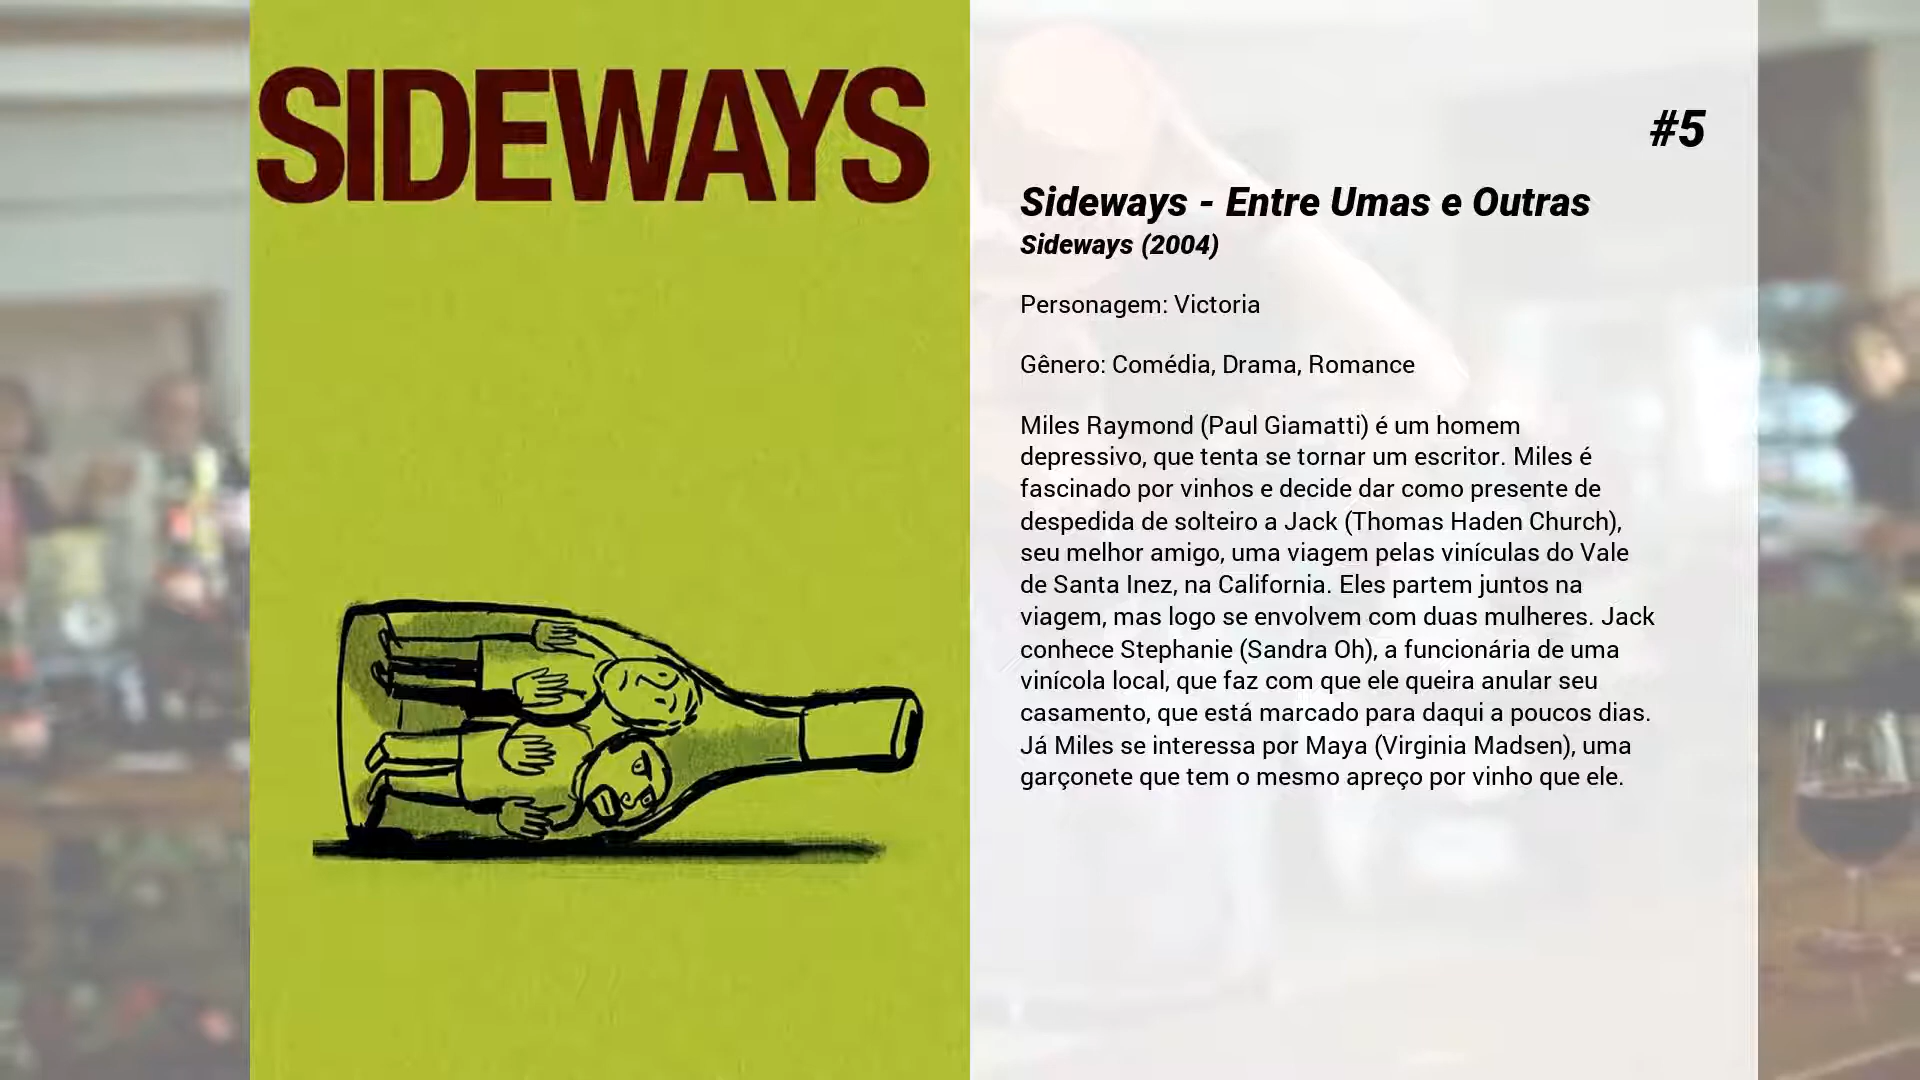 SIDEWAYS
#5
Sideways - Entre Umas e Outras
Sideways (2004)
Personagem: Victoria
Gênero: Comédia, Drama, Romance
Miles Raymond (Paul Giamatti) é um homem
depressivo, que tenta se tornar um escritor. Miles é
fascinado por vinhos e decide dar como presente de
despedida de solteiro a Jack (Thomas Haden Church),
seu melhor amigo, uma viagem pelas vinículas do Vale
de Santa Inez, na California. Eles partem juntos na
viagem, mas logo se envolvem com duas mulheres. Jack
conhece Stephanie (Sandra Oh), a funcionária de uma
vinícola local, que faz com que ele queira anular seu
casamento, que está marcado para daqui a poucos dias.
Já Miles se interessa por Maya (Virginia Madsen), uma
garçonete que tem o mesmo apreço por vinho que ele.